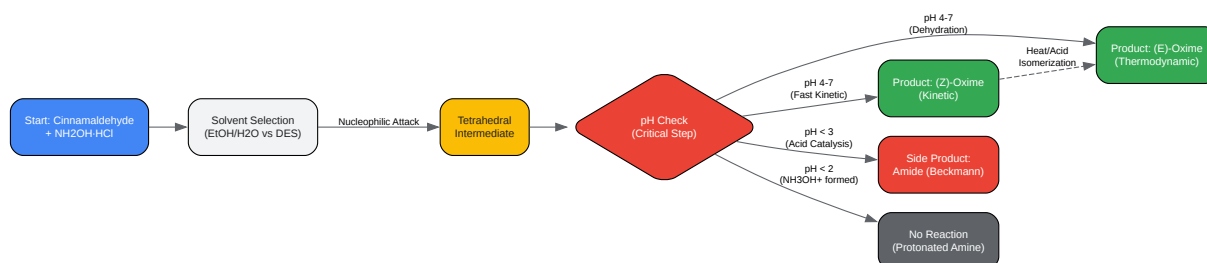 Start: Cinnamaldehyde
+ NH2OH·HCl
Solvent Selection
(EtOH/H2O vs DES)
Nucleophilic Attack
Tetrahedral
Intermediate
pH Check
(Critical Step)
pH 4-7
(Dehydration)
pH 4-7
(Fast Kinetic)
pH < 3
(Acid Catalysis)
pH < 2
(NH3OH+ formed)
Product: (Z)-Oxime
(Kinetic)
Heat/Acid
Isomerization
Product: (E)-Oxime
(Thermodynamic)
Side Product:
Amide (Beckmann)
No Reaction
(Protonated Amine)